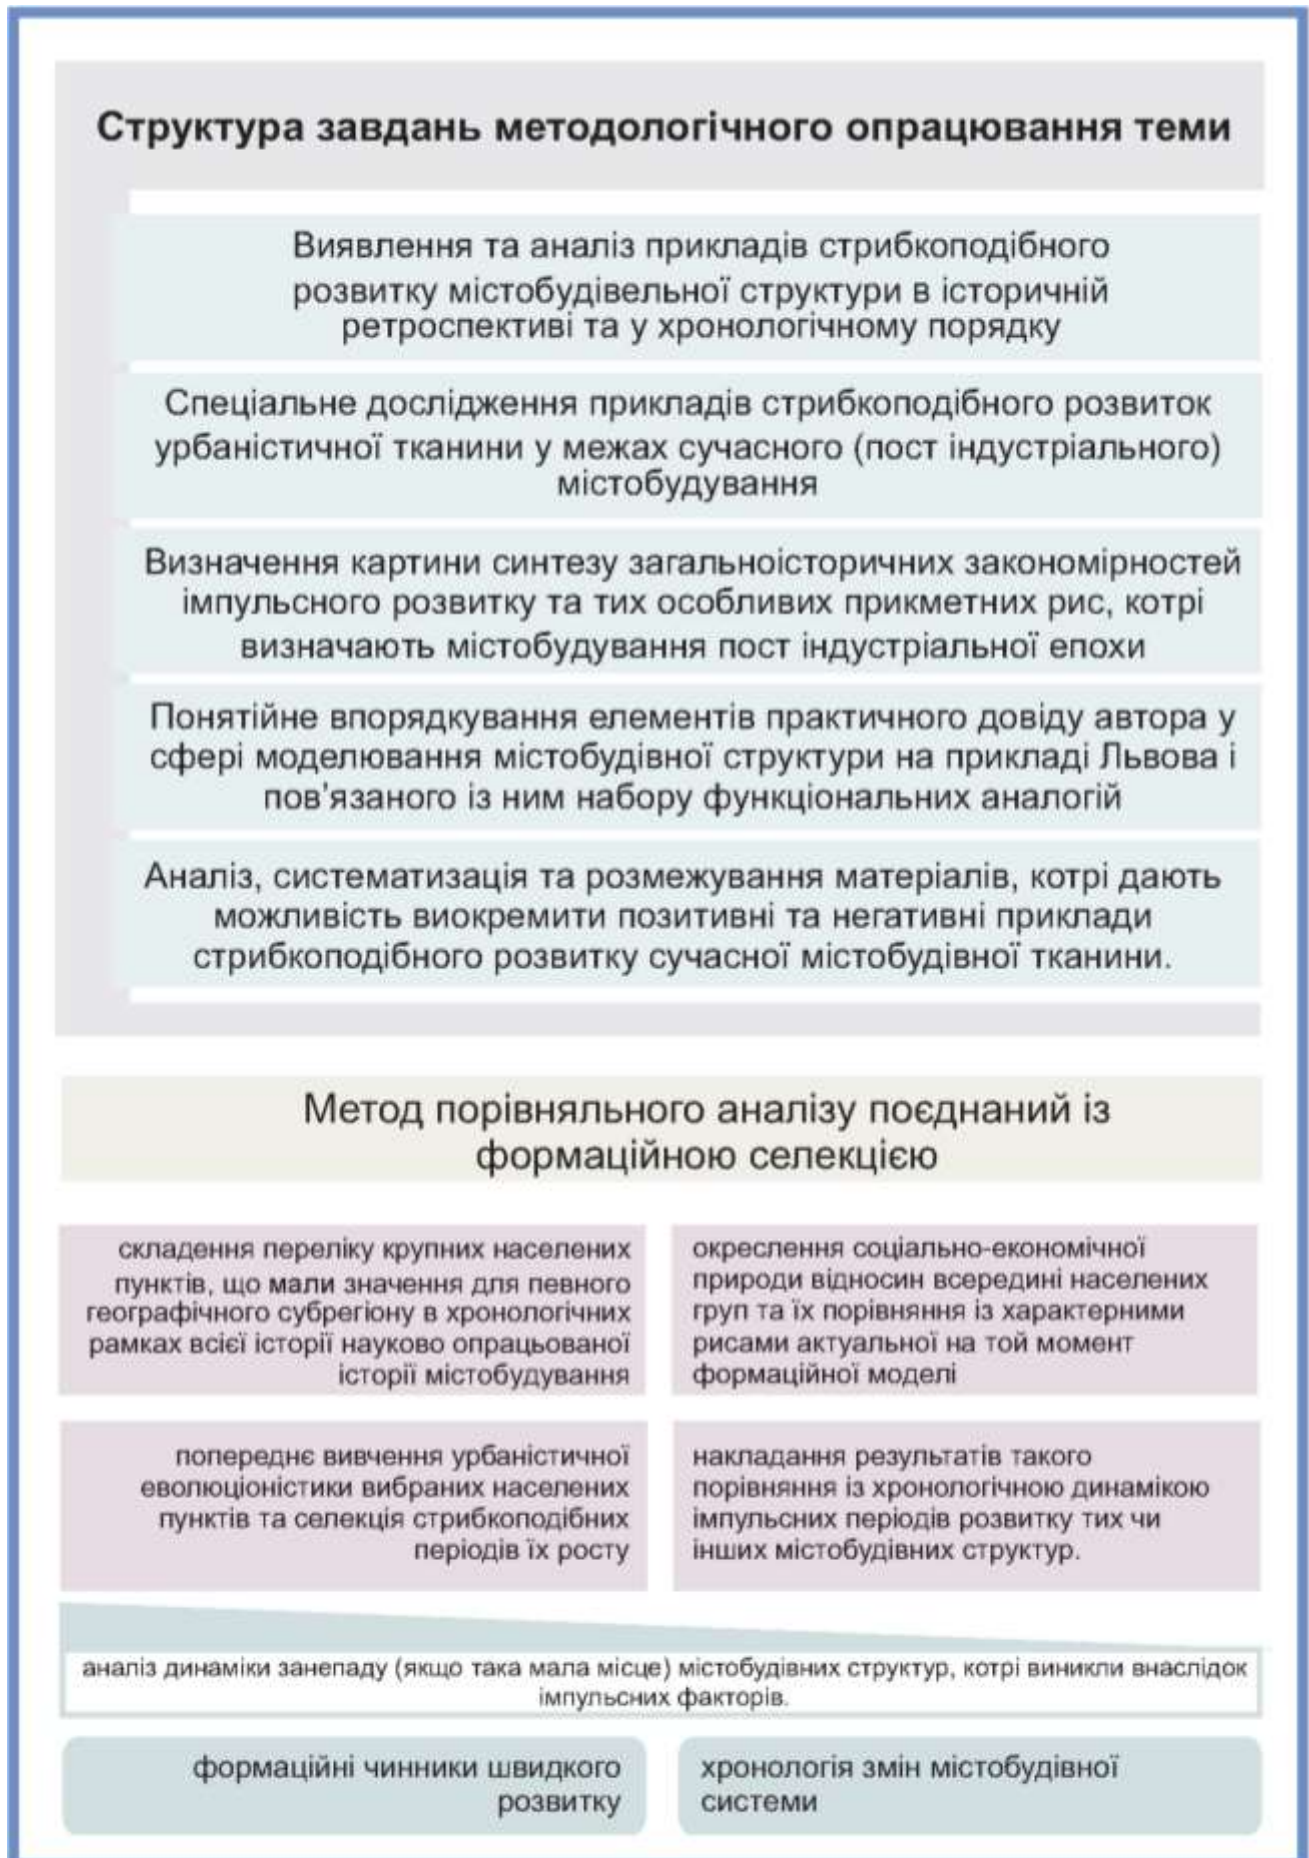 Структура завдань методологічного опрацювання теми
Виявлення та аналіз прикладів стрибкоподібного
розвитку містобудівельної структури в історичній
ретроспективі та у хронологічному порядку
Спеціальне дослідження прикладів стрибкоподібного розвиток
урбаністичної тканини у межах сучасного (пост індустріального)
містобудування
Визначення картини синтезу загальноісторичних закономірностей
імпульсного розвитку та тих особливих прикметних рис, котрі
визначають містобудування пост індустріальної епохи
Понятійне впорядкування елементів практичного довіду автора у
сфері моделювання містобудівної структури на прикладі Львова і
пов’язаного із ним набору функціональних аналогій
Аналіз, систематизація та розмежування матеріалів, котрі дають
можливість виокремити позитивні та негативні приклади
стрибкоподібного розвитку сучасної містобудівної тканини.
Метод порівняльного аналізу поєднаний із
формаційною селекцією
складення переліку крупних населених
пунктів, що мали значення для певного
географічного субрегіону в хронологічних
рамках всієї історії науково опрацьованої
історії містобудування
окреслення соціально-економічної
природи відносин всередині населених
груп та їх порівняння із характерними
рисами актуальної на той момент
формаційної моделі
попереднє вивчення урбаністичної
еволюціоністики вибраних населених
пунктів та селекція стрибкоподібних
періодів їх росту
накладання результатів такого
порівняння із хронологічною динамікою
імпульсних періодів розвитку тих чи
інших містобудівних структур.
аналіз динаміки занепаду (якщо така мала місце) містобудівних структур, котрі виникли внаслідок
імпульсних факторів.
формаційні чинники швидкого
розвитку
хронологія змін містобудівної
системи